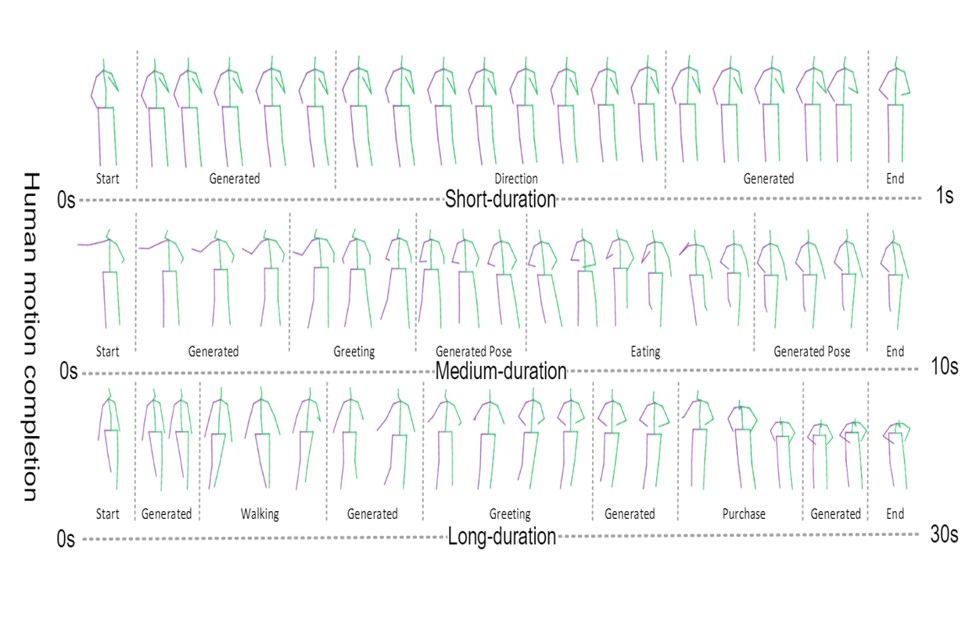 Human motion completion
Start Generated Direction Generated End
0s Short-duration 1s
Start Generated Greeting Generated Pose Eating Generated Pose End
0s Medium-duration 10s
Start Generated Walking Generated Greeting Generated Purchase Generated End
0s Long-duration 30s